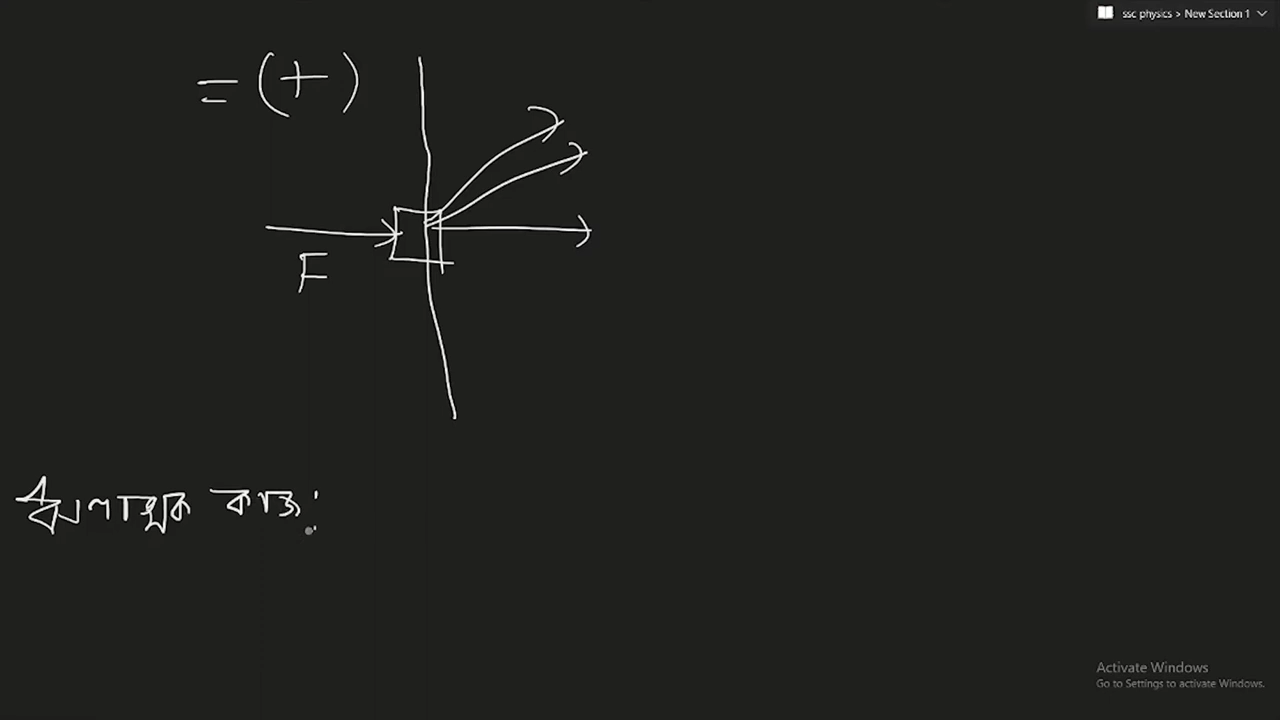 ssc physics > New Section 1
= (+)
F
ঋণাত্মক কাজ:
Activate Windows
Go to Settings to activate Windows.